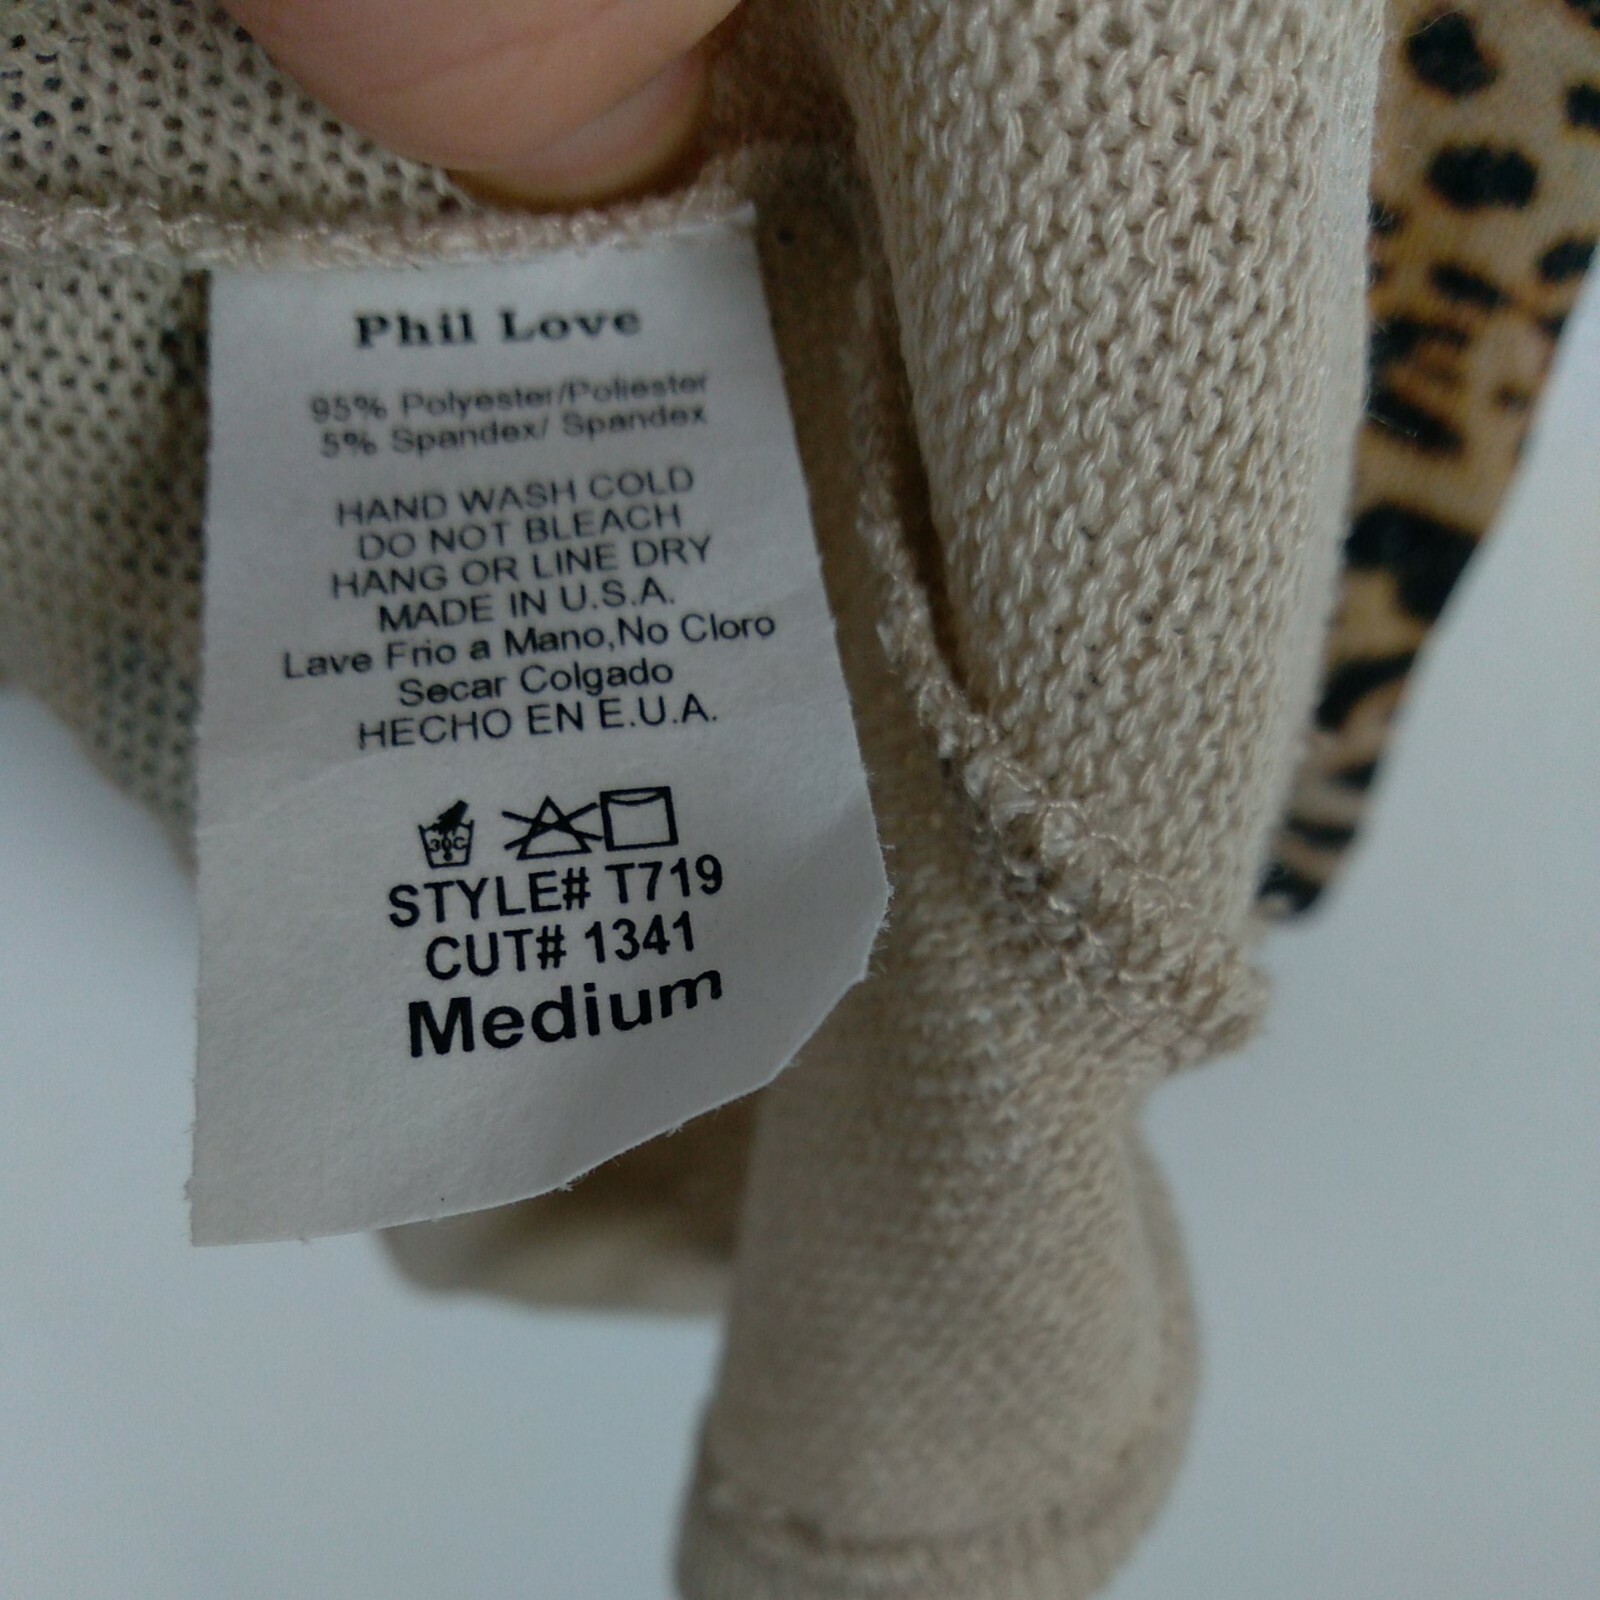 Phil Love
95% Polyester/Poliester
5% Spandex/ Spandex
HAND WASH COLD
DO NOT BLEACH
HANG OR LINE DRY
MADE IN U.S.A.
Lave Frio a Mano,No Cloro
Secar Colgado
HECHO EN E.U.A.
30C
STYLE# T719
CUT# 1341
Medium